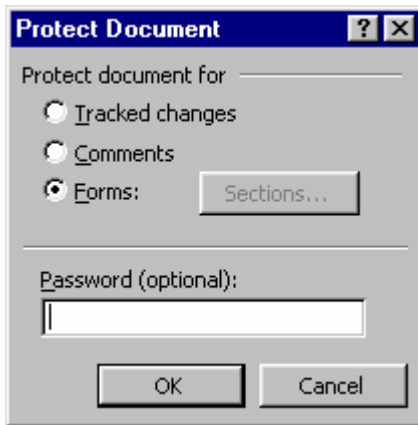 Protect Document
Protect document for
Tracked changes
Comments
Forms: Sections...
Password (optional):
OK Cancel